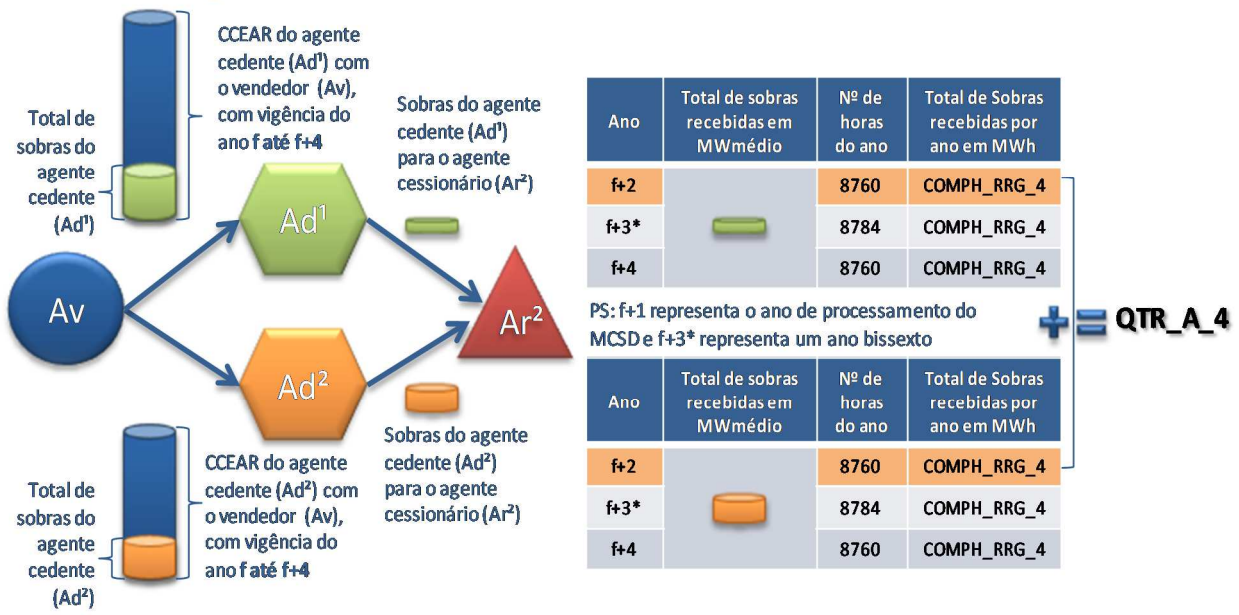 CCEAR do agente
cedente (Ad¹) com
o vendedor (Av),
com vigência do
ano f até f+4
Total de
sobras do
agente
cedente
(Ad¹)
Sobras do agente
cedente (Ad¹)
para o agente
cessionário (Ar²)
Ad¹
Av
Ar²
Ad²
Sobras do agente
cedente (Ad²)
para o agente
cessionário (Ar²)
CCEAR do agente
cedente (Ad²) com
o vendedor (Av),
com vigência do
ano f até f+4
Total de
sobras do
agente
cedente
(Ad²)
Ano Total de sobras recebidas em MWmédio Nº de horas do ano Total de Sobras recebidas por ano em MWh
f+2 8760 COMPH_RRG_4
f+3* 8784 COMPH_RRG_4
f+4 8760 COMPH_RRG_4
PS: f+1 representa o ano de processamento do
MCSD e f+3* representa um ano bissexto
+ = QTR_A_4
Ano Total de sobras recebidas em MWmédio Nº de horas do ano Total de Sobras recebidas por ano em MWh
f+2 8760 COMPH_RRG_4
f+3* 8784 COMPH_RRG_4
f+4 8760 COMPH_RRG_4